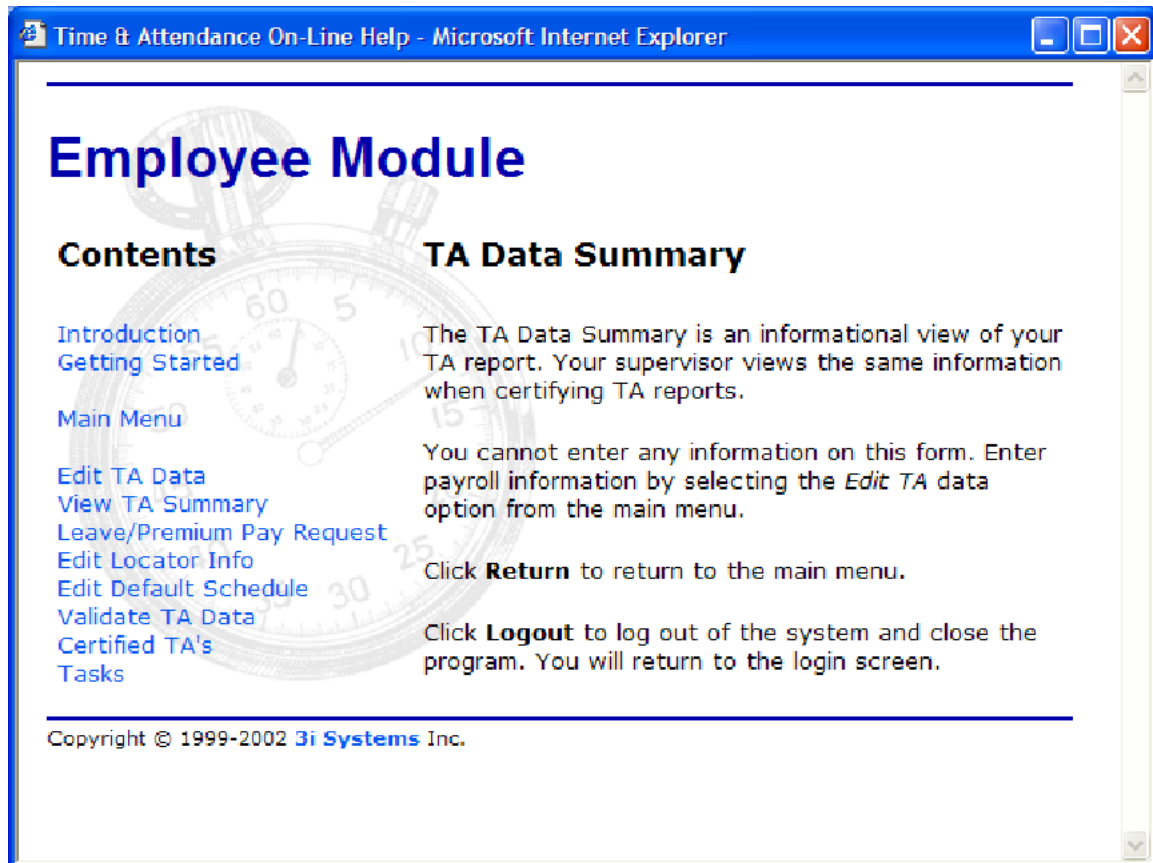 Time & Attendance On-Line Help - Microsoft Internet Explorer
Employee Module
Contents
Introduction
Getting Started
Main Menu
Edit TA Data
View TA Summary
Leave/Premium Pay Request
Edit Locator Info
Edit Default Schedule
Validate TA Data
Certified TA's
Tasks
TA Data Summary
The TA Data Summary is an informational view of your
TA report. Your supervisor views the same information
when certifying TA reports.
You cannot enter any information on this form. Enter
payroll information by selecting the Edit TA data
option from the main menu.
Click Return to return to the main menu.
Click Logout to log out of the system and close the
program. You will return to the login screen.
Copyright © 1999-2002 3i Systems Inc.
60
5
10
15
25
30